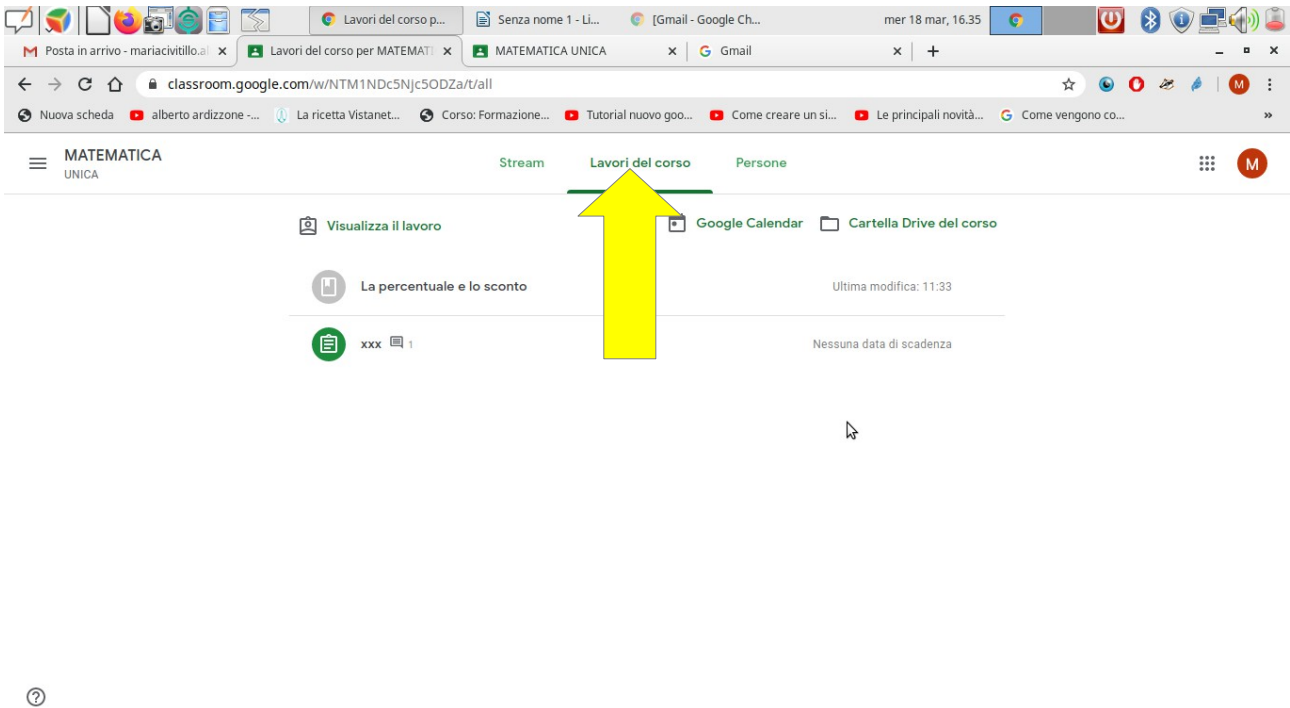 Lavori del corso p...
Senza nome 1 - Li...
[Gmail - Google Ch...
mer 18 mar, 16.35
Posta in arrivo - mariacivitillo.al
Lavori del corso per MATEMATI
MATEMATICA UNICA
Gmail
classroom.google.com/w/NTM1NDc5Njc5ODZa/t/all
M
Nuova scheda
alberto ardizzone -...
La ricetta Vistanet...
Corso: Formazione...
Tutorial nuovo goo...
Come creare un si...
Le principali novità...
Come vengono co...
»
MATEMATICA
UNICA
Stream
Lavori del corso
Persone
M
Visualizza il lavoro
Google Calendar
Cartella Drive del corso
La percentuale e lo sconto
Ultima modifica: 11:33
xxx 1
Nessuna data di scadenza